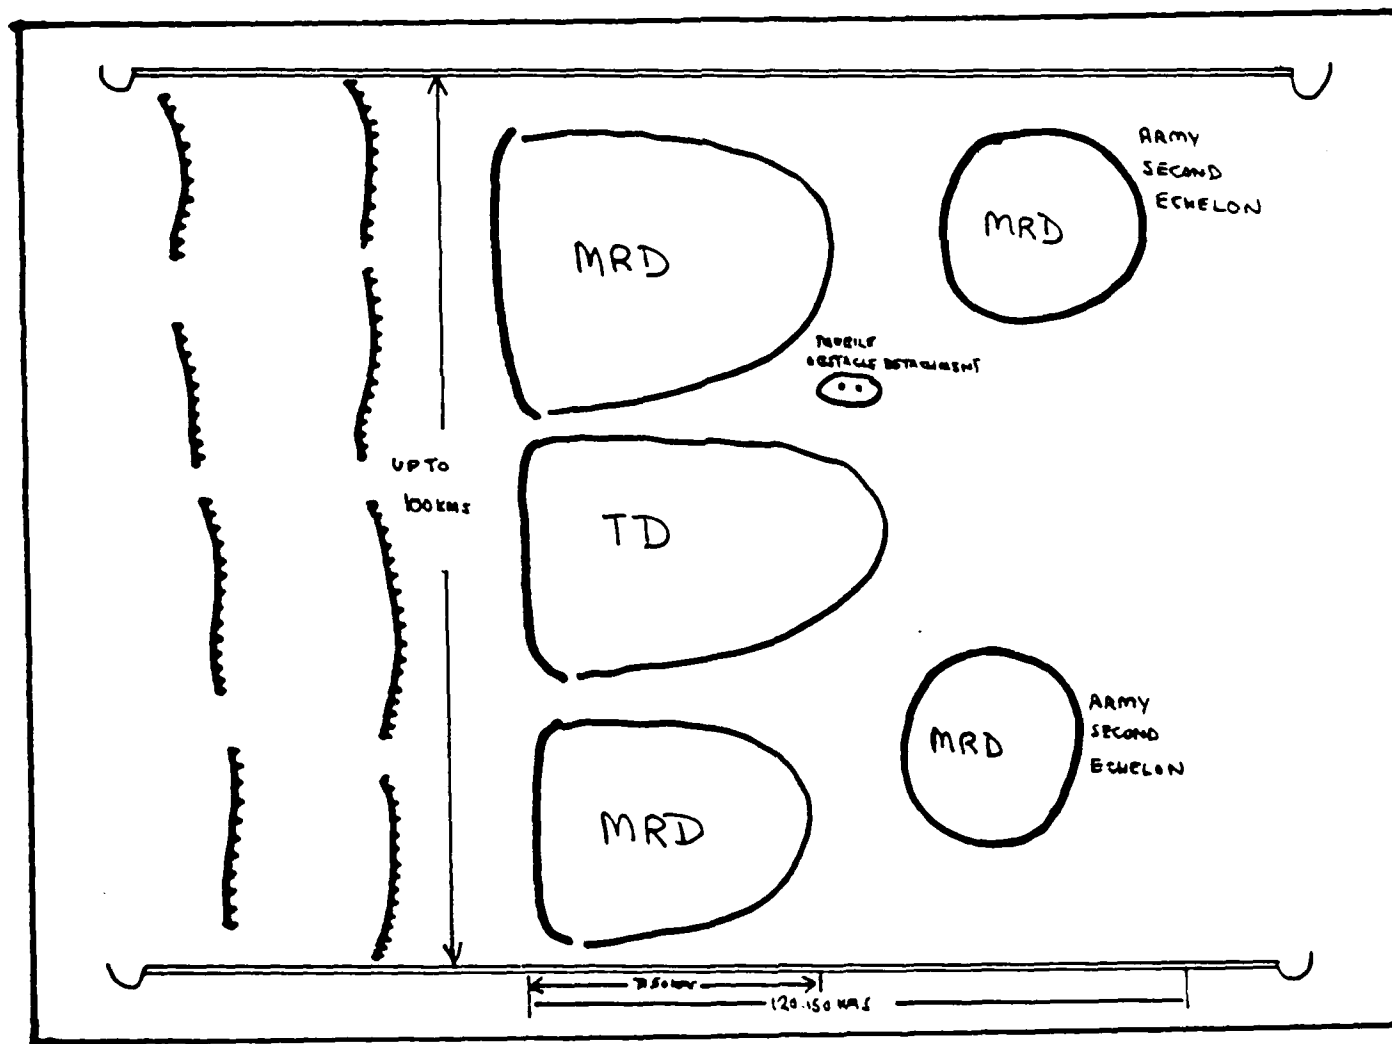 ARMY
SECOND
ECHELON
MRD
MRD
MOBILE
OBSTACLE DETACHMENT
UP TO
100 KMS
TD
ARMY
SECOND
ECHELON
MRD
MRD
120-150 KMS